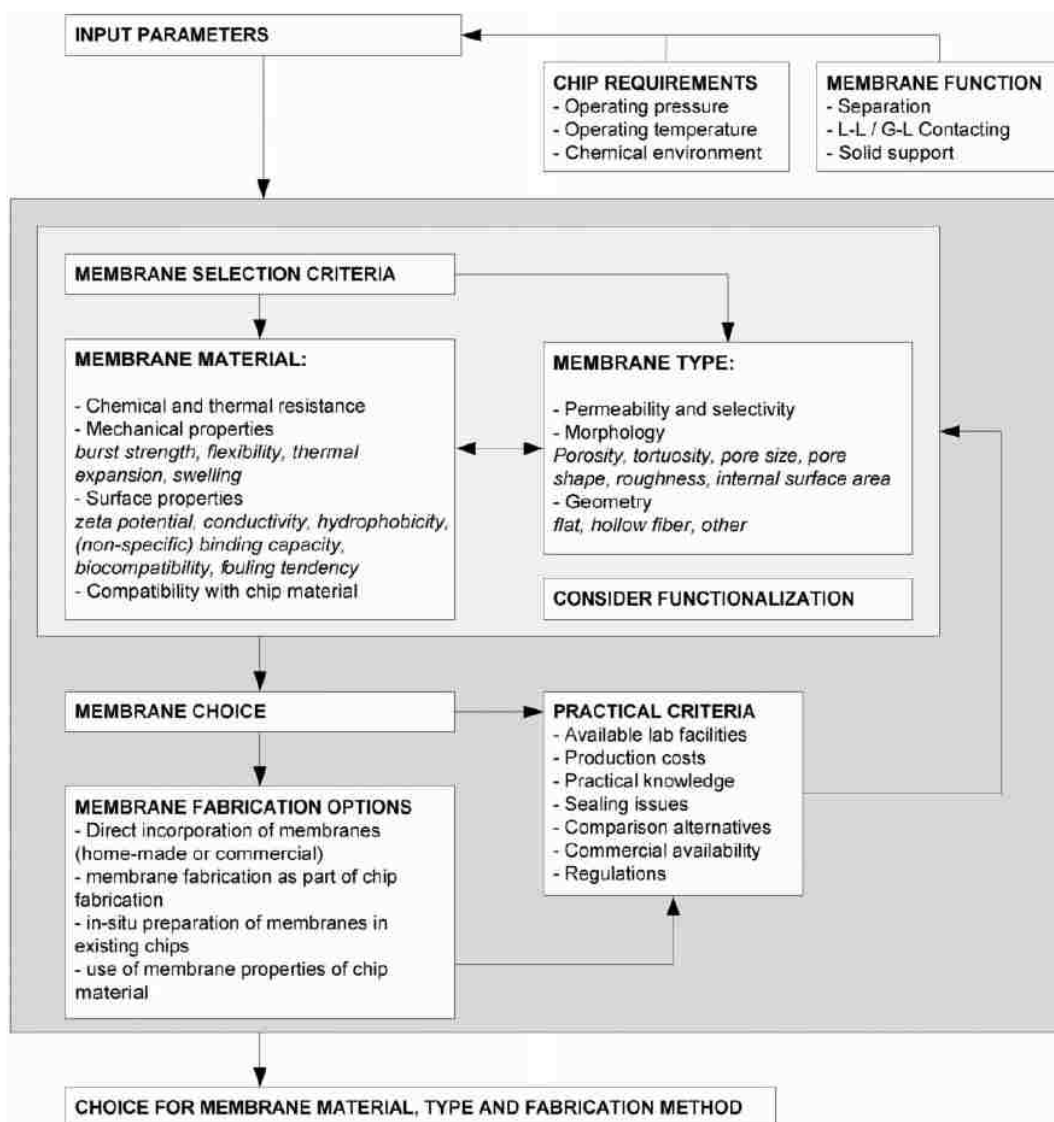 INPUT PARAMETERS
CHIP REQUIREMENTS
- Operating pressure
- Operating temperature
- Chemical environment
MEMBRANE FUNCTION
- Separation
- L-L / G-L Contacting
- Solid support
MEMBRANE SELECTION CRITERIA
MEMBRANE MATERIAL:
- Chemical and thermal resistance
- Mechanical properties
burst strength, flexibility, thermal
expansion, swelling
- Surface properties
zeta potential, conductivity, hydrophobicity,
(non-specific) binding capacity,
biocompatibility, fouling tendency
- Compatibility with chip material
MEMBRANE TYPE:
- Permeability and selectivity
- Morphology
Porosity, tortuosity, pore size, pore
shape, roughness, internal surface area
- Geometry
flat, hollow fiber, other
CONSIDER FUNCTIONALIZATION
MEMBRANE CHOICE
PRACTICAL CRITERIA
- Available lab facilities
- Production costs
- Practical knowledge
- Sealing issues
- Comparison alternatives
- Commercial availability
- Regulations
MEMBRANE FABRICATION OPTIONS
- Direct incorporation of membranes
(home-made or commercial)
- membrane fabrication as part of chip
fabrication
- in-situ preparation of membranes in
existing chips
- use of membrane properties of chip
material
CHOICE FOR MEMBRANE MATERIAL, TYPE AND FABRICATION METHOD